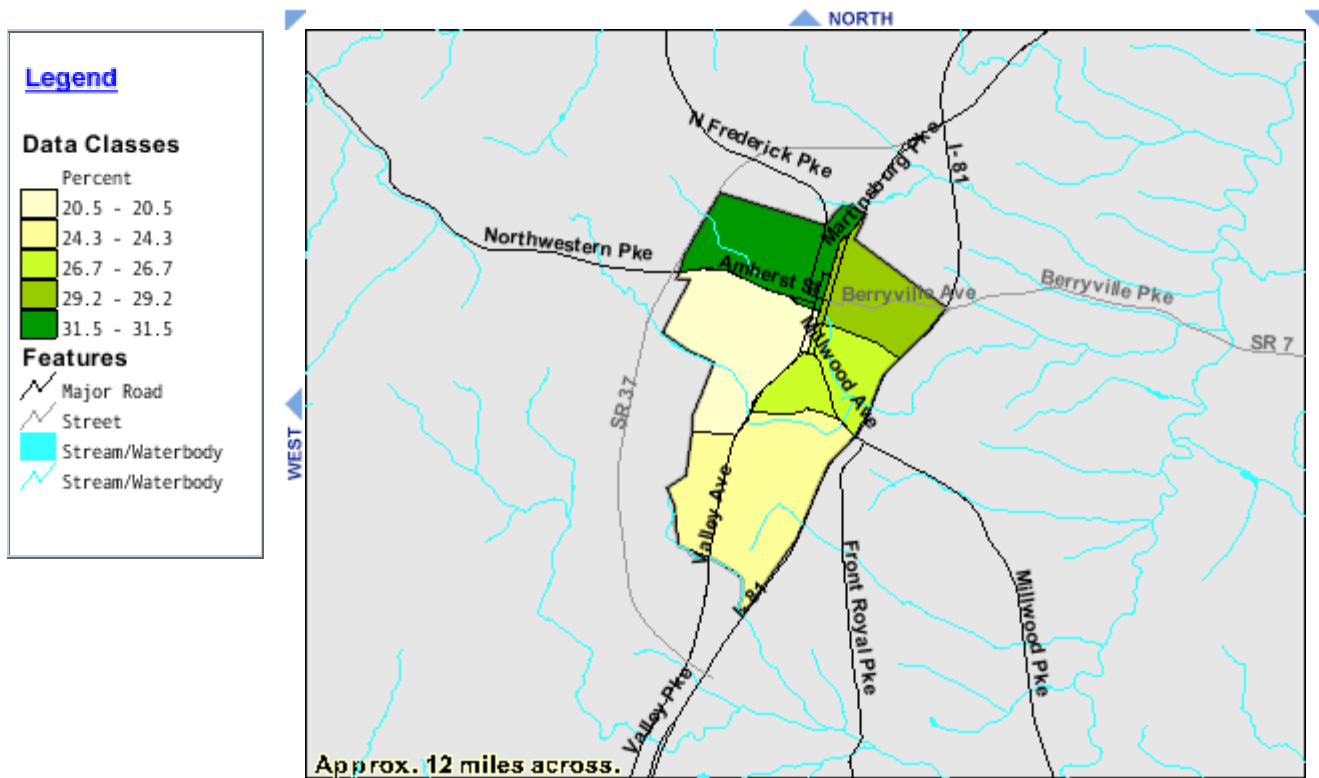 NORTH
Legend
Data Classes
Percent
20.5 - 20.5
24.3 - 24.3
26.7 - 26.7
29.2 - 29.2
31.5 - 31.5
Features
Major Road
Street
Stream/Waterbody
Stream/Waterbody
WEST
N Frederick Pke
Martinsburg Pke
I-81
Northwestern Pke
Amherst St
Berryville Ave
Berryville Pke
SR 7
Millwood Ave
SR 37
Valley Ave
I-81
Front Royal Pke
Millwood Pke
Valley Pke
Approx. 12 miles across.